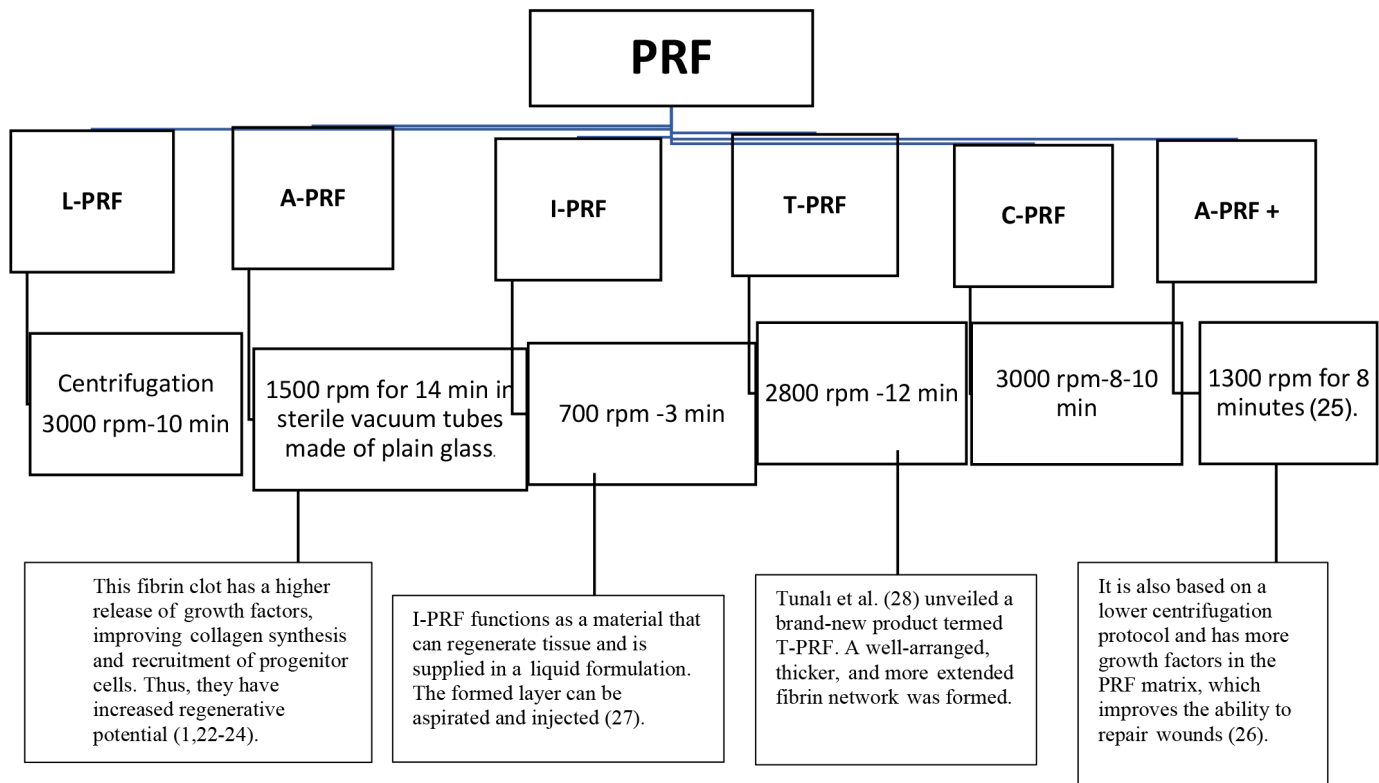 PRF
L-PRF
A-PRF
I-PRF
T-PRF
C-PRF
A-PRF +
Centrifugation
3000 rpm-10 min
1500 rpm for 14 min in
sterile vacuum tubes
made of plain glass.
700 rpm -3 min
2800 rpm -12 min
3000 rpm-8-10
min
1300 rpm for 8
minutes (25).
This fibrin clot has a higher
release of growth factors,
improving collagen synthesis
and recruitment of progenitor
cells. Thus, they have
increased regenerative
potential (1,22-24).
I-PRF functions as a material that
can regenerate tissue and is
supplied in a liquid formulation.
The formed layer can be
aspirated and injected (27).
Tunalı et al. (28) unveiled a
brand-new product termed
T-PRF. A well-arranged,
thicker, and more extended
fibrin network was formed.
It is also based on a
lower centrifugation
protocol and has more
growth factors in the
PRF matrix, which
improves the ability to
repair wounds (26).